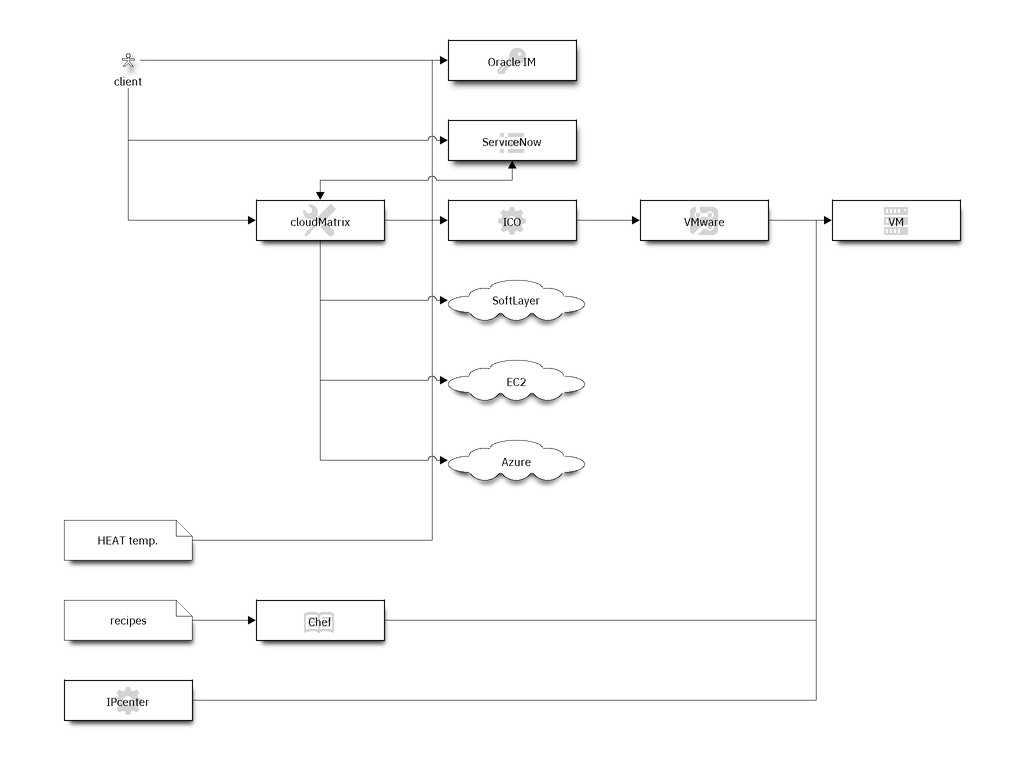 Oracle IM
client
ServiceNow
cloudMatrix
ICO
VMware
VM
SoftLayer
EC2
Azure
HEAT temp.
recipes
Chef
IPcenter